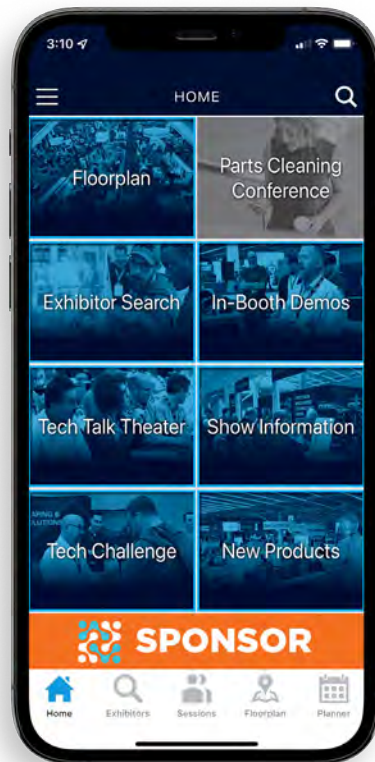 3:10
HOME
Floorplan
Parts Cleaning
Conference
Exhibitor Search
In-Booth Demos
Tech Talk Theater
Show Information
Tech Challenge
New Products
SPONSOR
Home
Exhibitors
Sessions
Floorplan
Planner